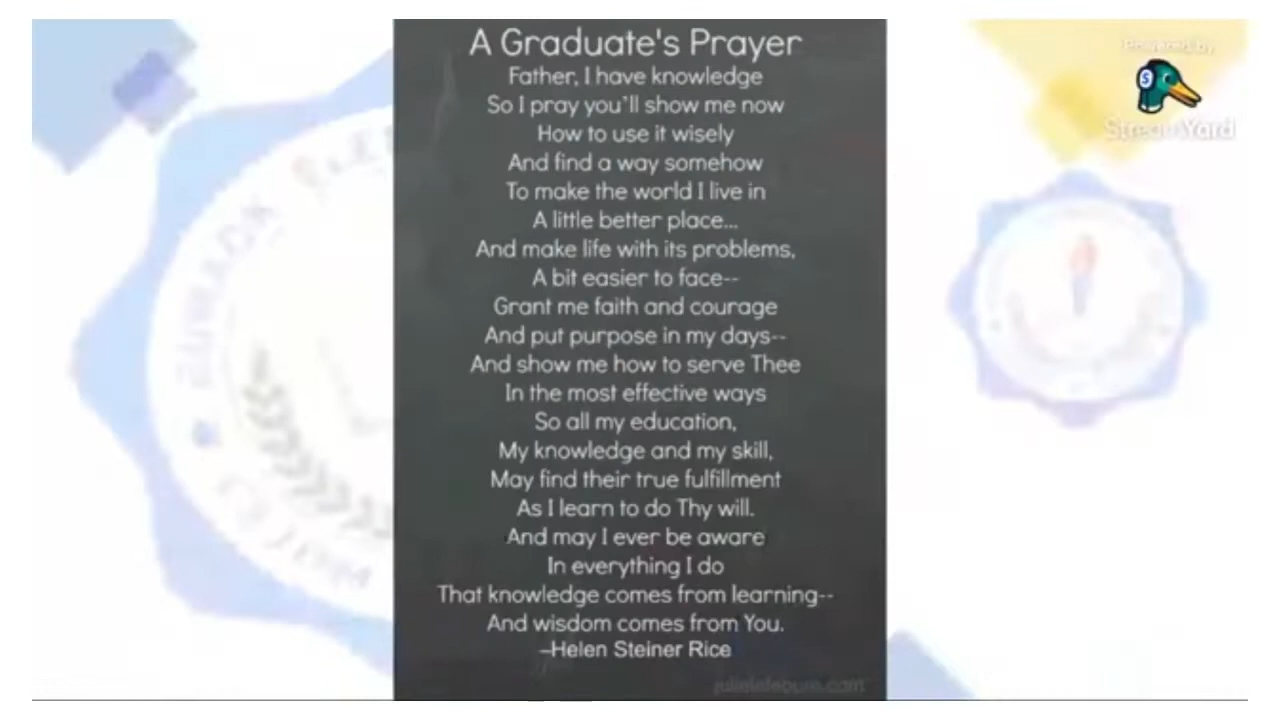 A Graduate's Prayer
Father, I have knowledge
So I pray you'll show me now
How to use it wisely
And find a way somehow
To make the world I live in
A little better place...
And make life with its problems,
A bit easier to face--
Grant me faith and courage
And put purpose in my days--
And show me how to serve Thee
In the most effective ways
So all my education,
My knowledge and my skill,
May find their true fulfillment
As I learn to do Thy will.
And may I ever be aware
In everything I do
That knowledge comes from learning--
And wisdom comes from You.
–Helen Steiner Rice
Powered by
StreamYard